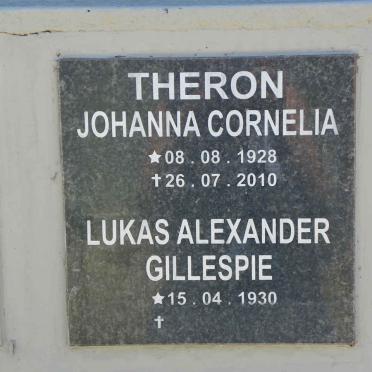 THERON
JOHANNA CORNELIA
★ 08 . 08 . 1928
✝ 26 . 07 . 2010
LUKAS ALEXANDER
GILLESPIE
★ 15 . 04 . 1930
✝